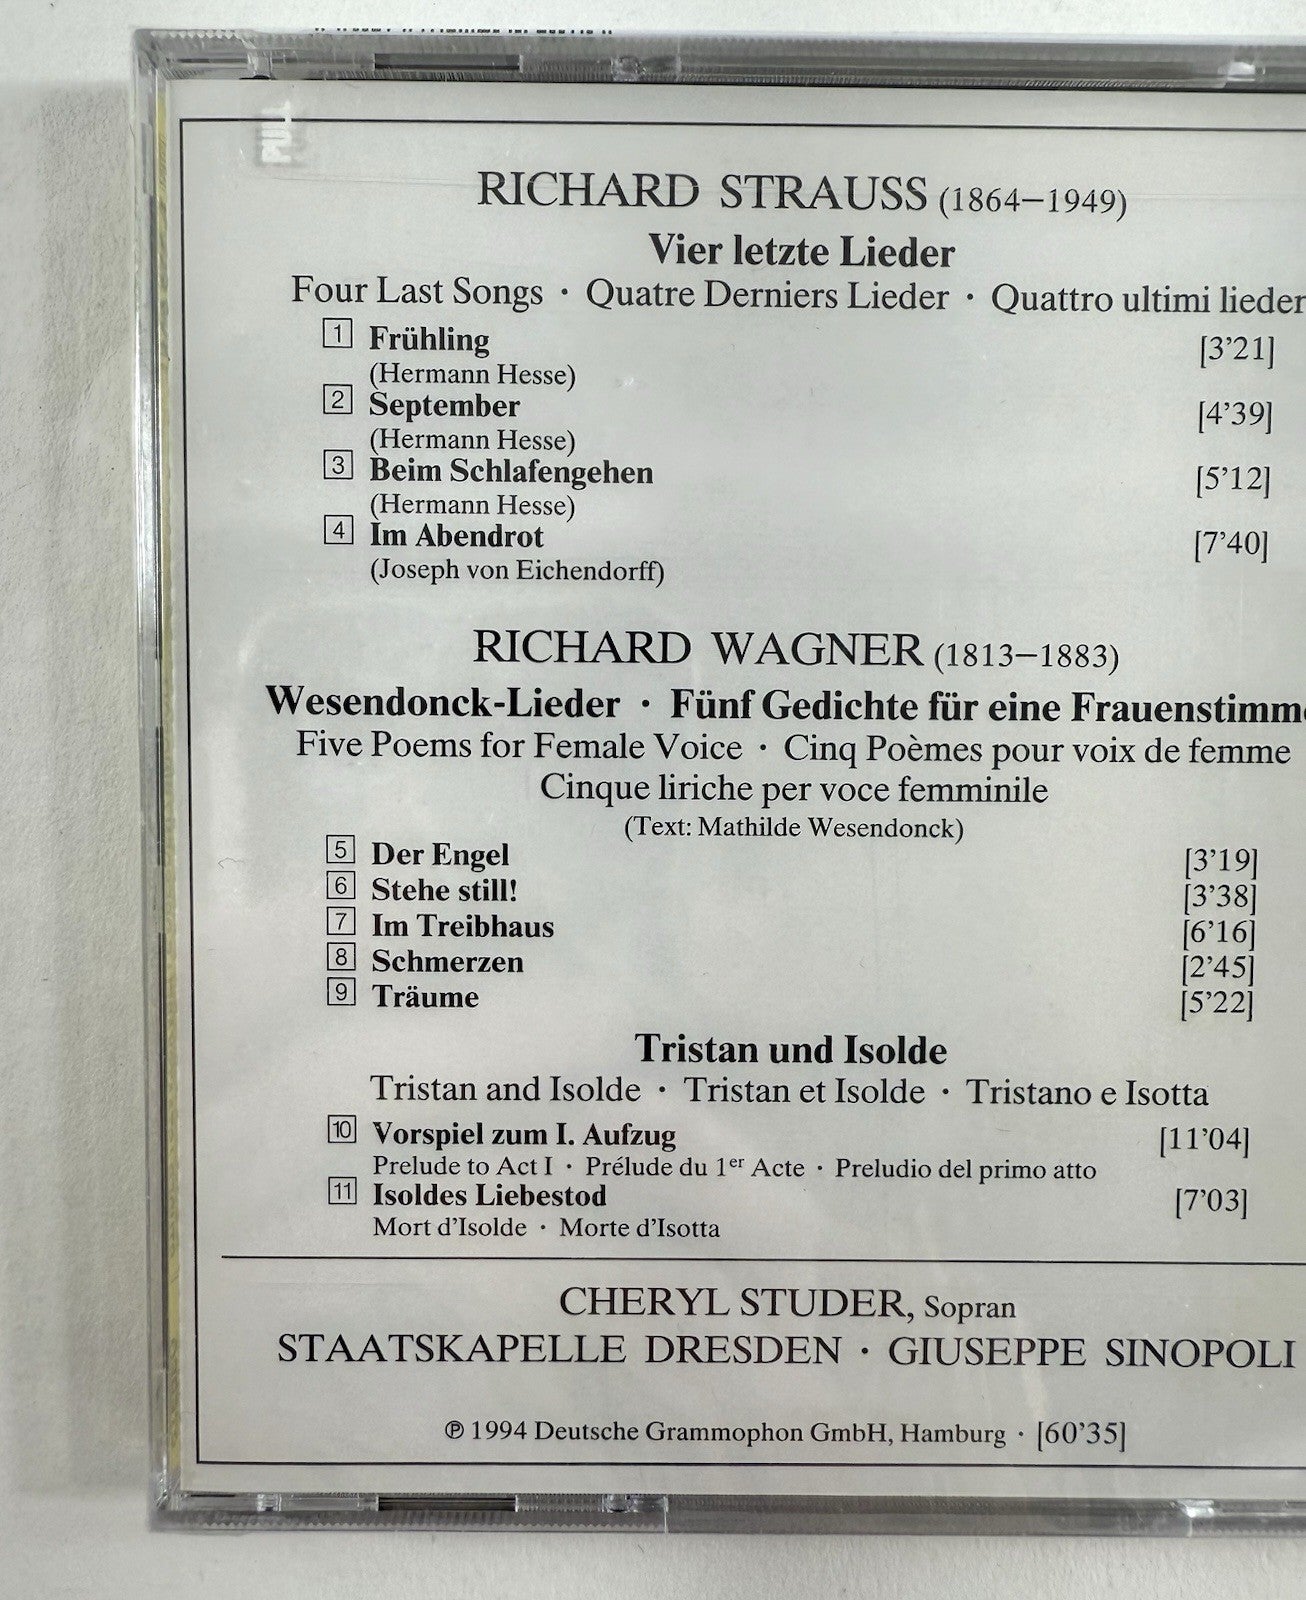 PULL
RICHARD STRAUSS (1864–1949)
Vier letzte Lieder
Four Last Songs · Quatre Derniers Lieder · Quattro ultimi lieder
1 Frühling [3’21]
(Hermann Hesse)
2 September [4’39]
(Hermann Hesse)
3 Beim Schlafengehen [5’12]
(Hermann Hesse)
4 Im Abendrot [7’40]
(Joseph von Eichendorff)
RICHARD WAGNER (1813–1883)
Wesendonck-Lieder · Fünf Gedichte für eine Frauenstimm
Five Poems for Female Voice · Cinq Poèmes pour voix de femme
Cinque liriche per voce femminile
(Text: Mathilde Wesendonck)
5 Der Engel [3’19]
6 Stehe still! [3’38]
7 Im Treibhaus [6’16]
8 Schmerzen [2’45]
9 Träume [5’22]
Tristan und Isolde
Tristan and Isolde · Tristan et Isolde · Tristano e Isotta
10 Vorspiel zum I. Aufzug [11’04]
Prelude to Act I · Prélude du 1er Acte · Preludio del primo atto
11 Isoldes Liebestod [7’03]
Mort d’Isolde · Morte d’Isotta
CHERYL STUDER, Sopran
STAATSKAPELLE DRESDEN · GIUSEPPE SINOPOLI
℗ 1994 Deutsche Grammophon GmbH, Hamburg · [60’35]